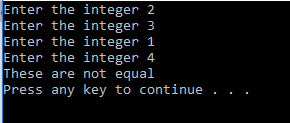 Enter the integer 2
Enter the integer 3
Enter the integer 1
Enter the integer 4
These are not equal
Press any key to continue . . .